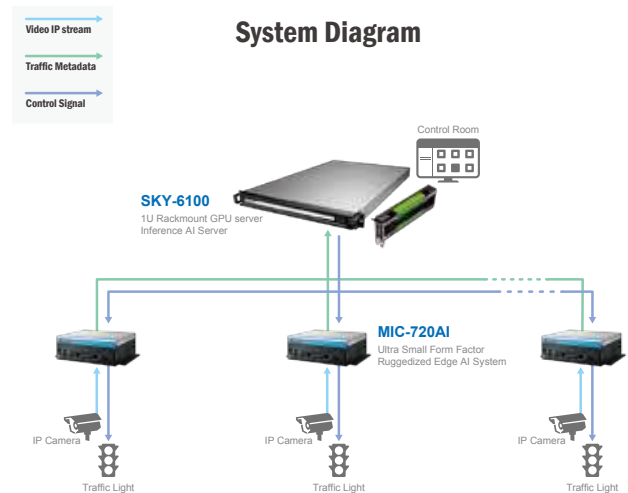 System Diagram
Video IP stream
Traffic Metadata
Control Signal
Control Room
SKY-6100
1U Rackmount GPU server
Inference AI Server
MIC-720AI
Ultra Small Form Factor
Ruggedized Edge AI System
IP Camera
IP Camera
IP Camera
Traffic Light
Traffic Light
Traffic Light